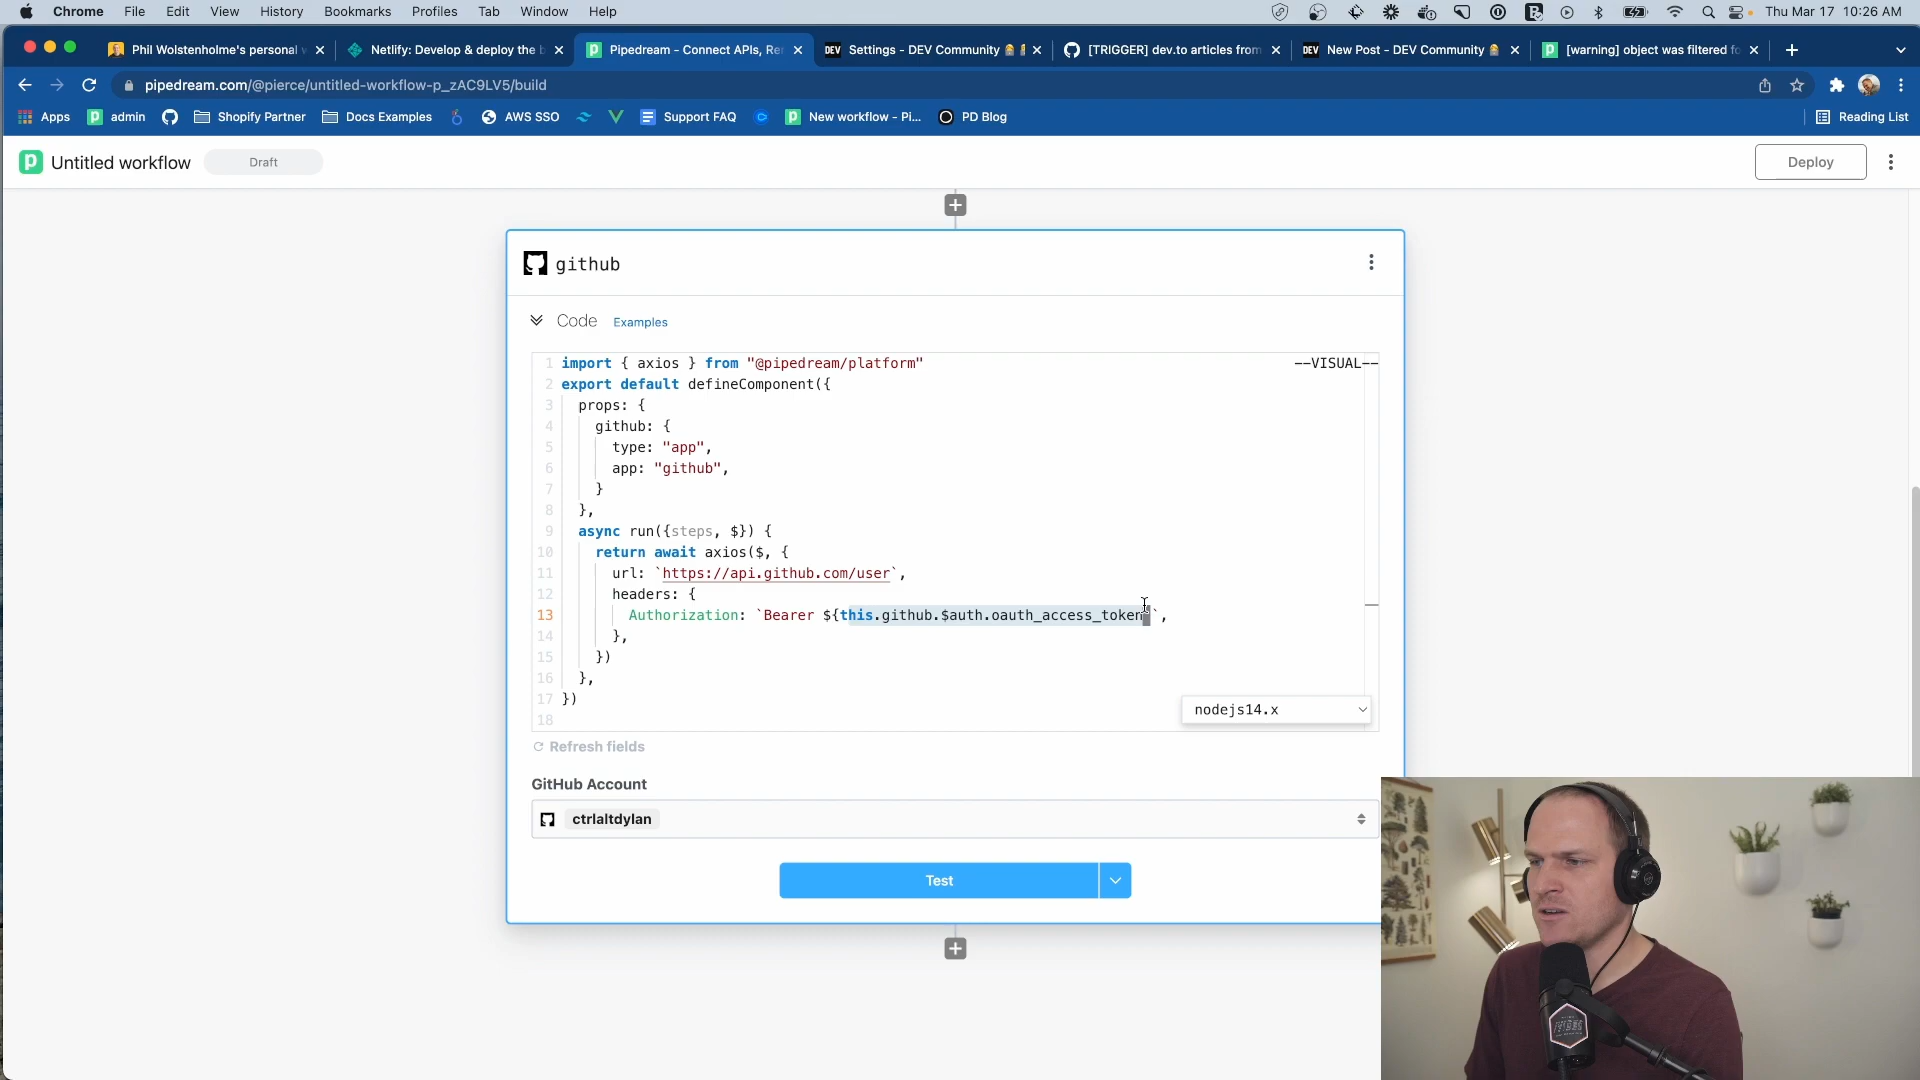 Chrome File Edit View History Bookmarks Profiles Tab Window Help Thu Mar 17 10:26 AM
Phil Wolstenholme's personal Netlify: Develop & deploy the b Pipedream - Connect APIs, Re DEV Settings - DEV Community [TRIGGER] dev.to articles from DEV New Post - DEV Community [warning] object was filtered fo
pipedream.com/@pierce/untitled-workflow-p_zAC9LV5/build
Apps admin Shopify Partner Docs Examples AWS SSO Support FAQ New workflow - Pi... PD Blog Reading List
Untitled workflow Draft Deploy
github
Code Examples
1 import { axios } from "@pipedream/platform" --VISUAL--
2 export default defineComponent({
3 props: {
4 github: {
5 type: "app",
6 app: "github",
7 }
8 },
9 async run({steps, $}) {
10 return await axios($, {
11 url: `https://api.github.com/user`,
12 headers: {
13 Authorization: `Bearer ${this.github.$auth.oauth_access_token`,
14 },
15 })
16 },
17 })
18
nodejs14.x
Refresh fields
GitHub Account
ctrlaltdylan
Test